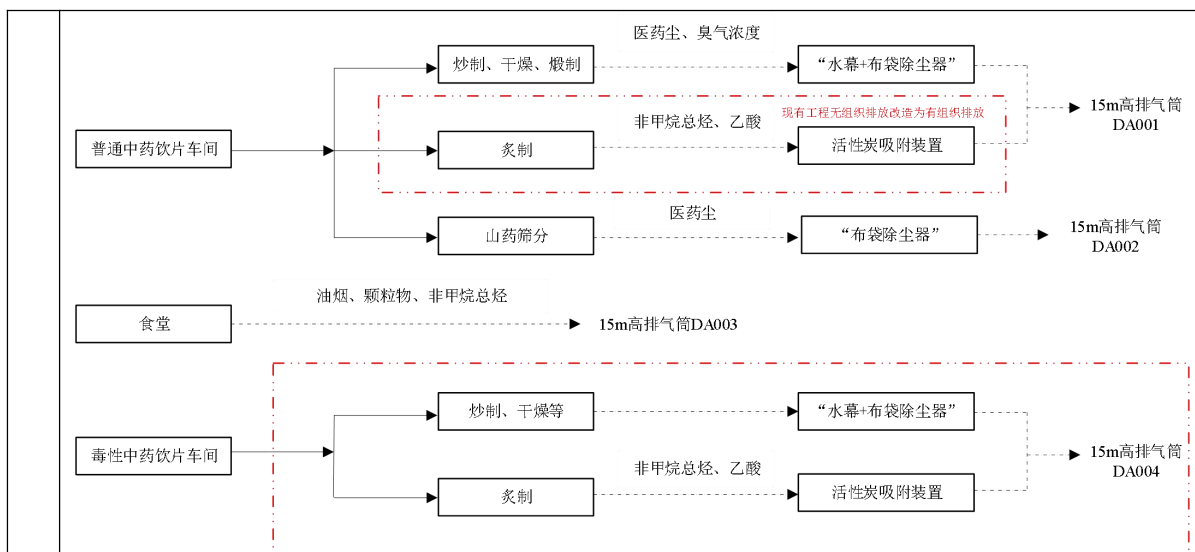 医药尘、臭气浓度
炒制、干燥、煅制
“水幕+布袋除尘器”
现有工程无组织排放改造为有组织排放
15m高排气筒
DA001
非甲烷总烃、乙酸
普通中药饮片车间
炙制
活性炭吸附装置
医药尘
山药筛分
“布袋除尘器”
15m高排气筒
DA002
油烟、颗粒物、非甲烷总烃
食堂
15m高排气筒DA003
炒制、干燥等
“水幕+布袋除尘器”
毒性中药饮片车间
15m高排气筒
DA004
非甲烷总烃、乙酸
炙制
活性炭吸附装置